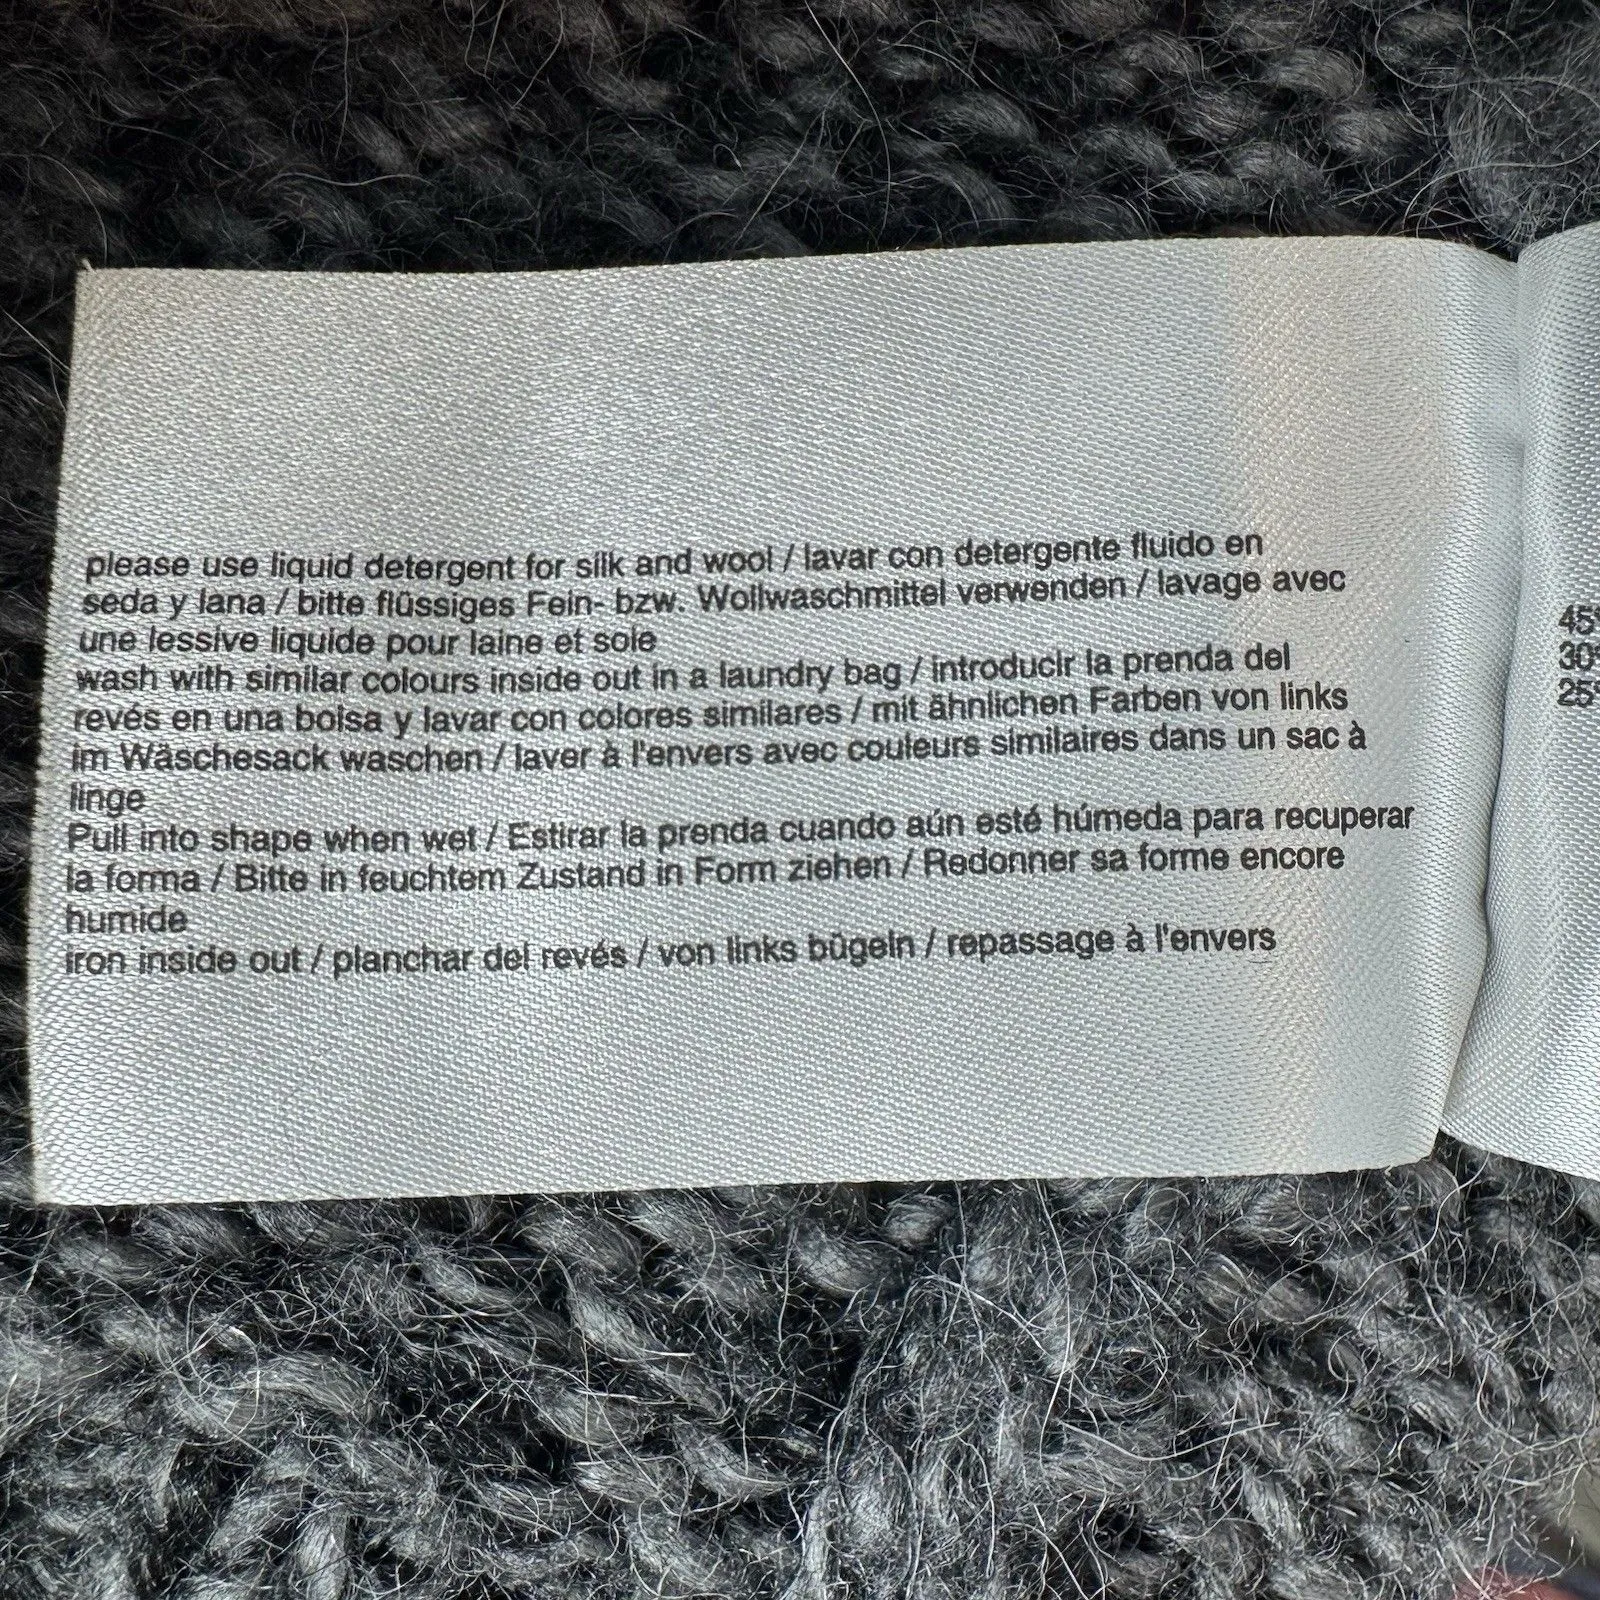 please use liquid detergent for silk and wool / lavar con detergente fluido en
seda y lana / bitte flüssiges Fein- bzw. Wollwaschmittel verwenden / lavage avec
une lessive liquide pour laine et soie
wash with similar colours inside out in a laundry bag / introducir la prenda del
revés en una bolsa y lavar con colores similares / mit ähnlichen Farben von links
im Wäschesack waschen / laver à l'envers avec couleurs similaires dans un sac à
linge
Pull into shape when wet / Estirar la prenda cuando aún esté húmeda para recuperar
la forma / Bitte in feuchtem Zustand in Form ziehen / Redonner sa forme encore
humide
iron inside out / planchar del revés / von links bügeln / repassage à l'envers
45%
30%
25%